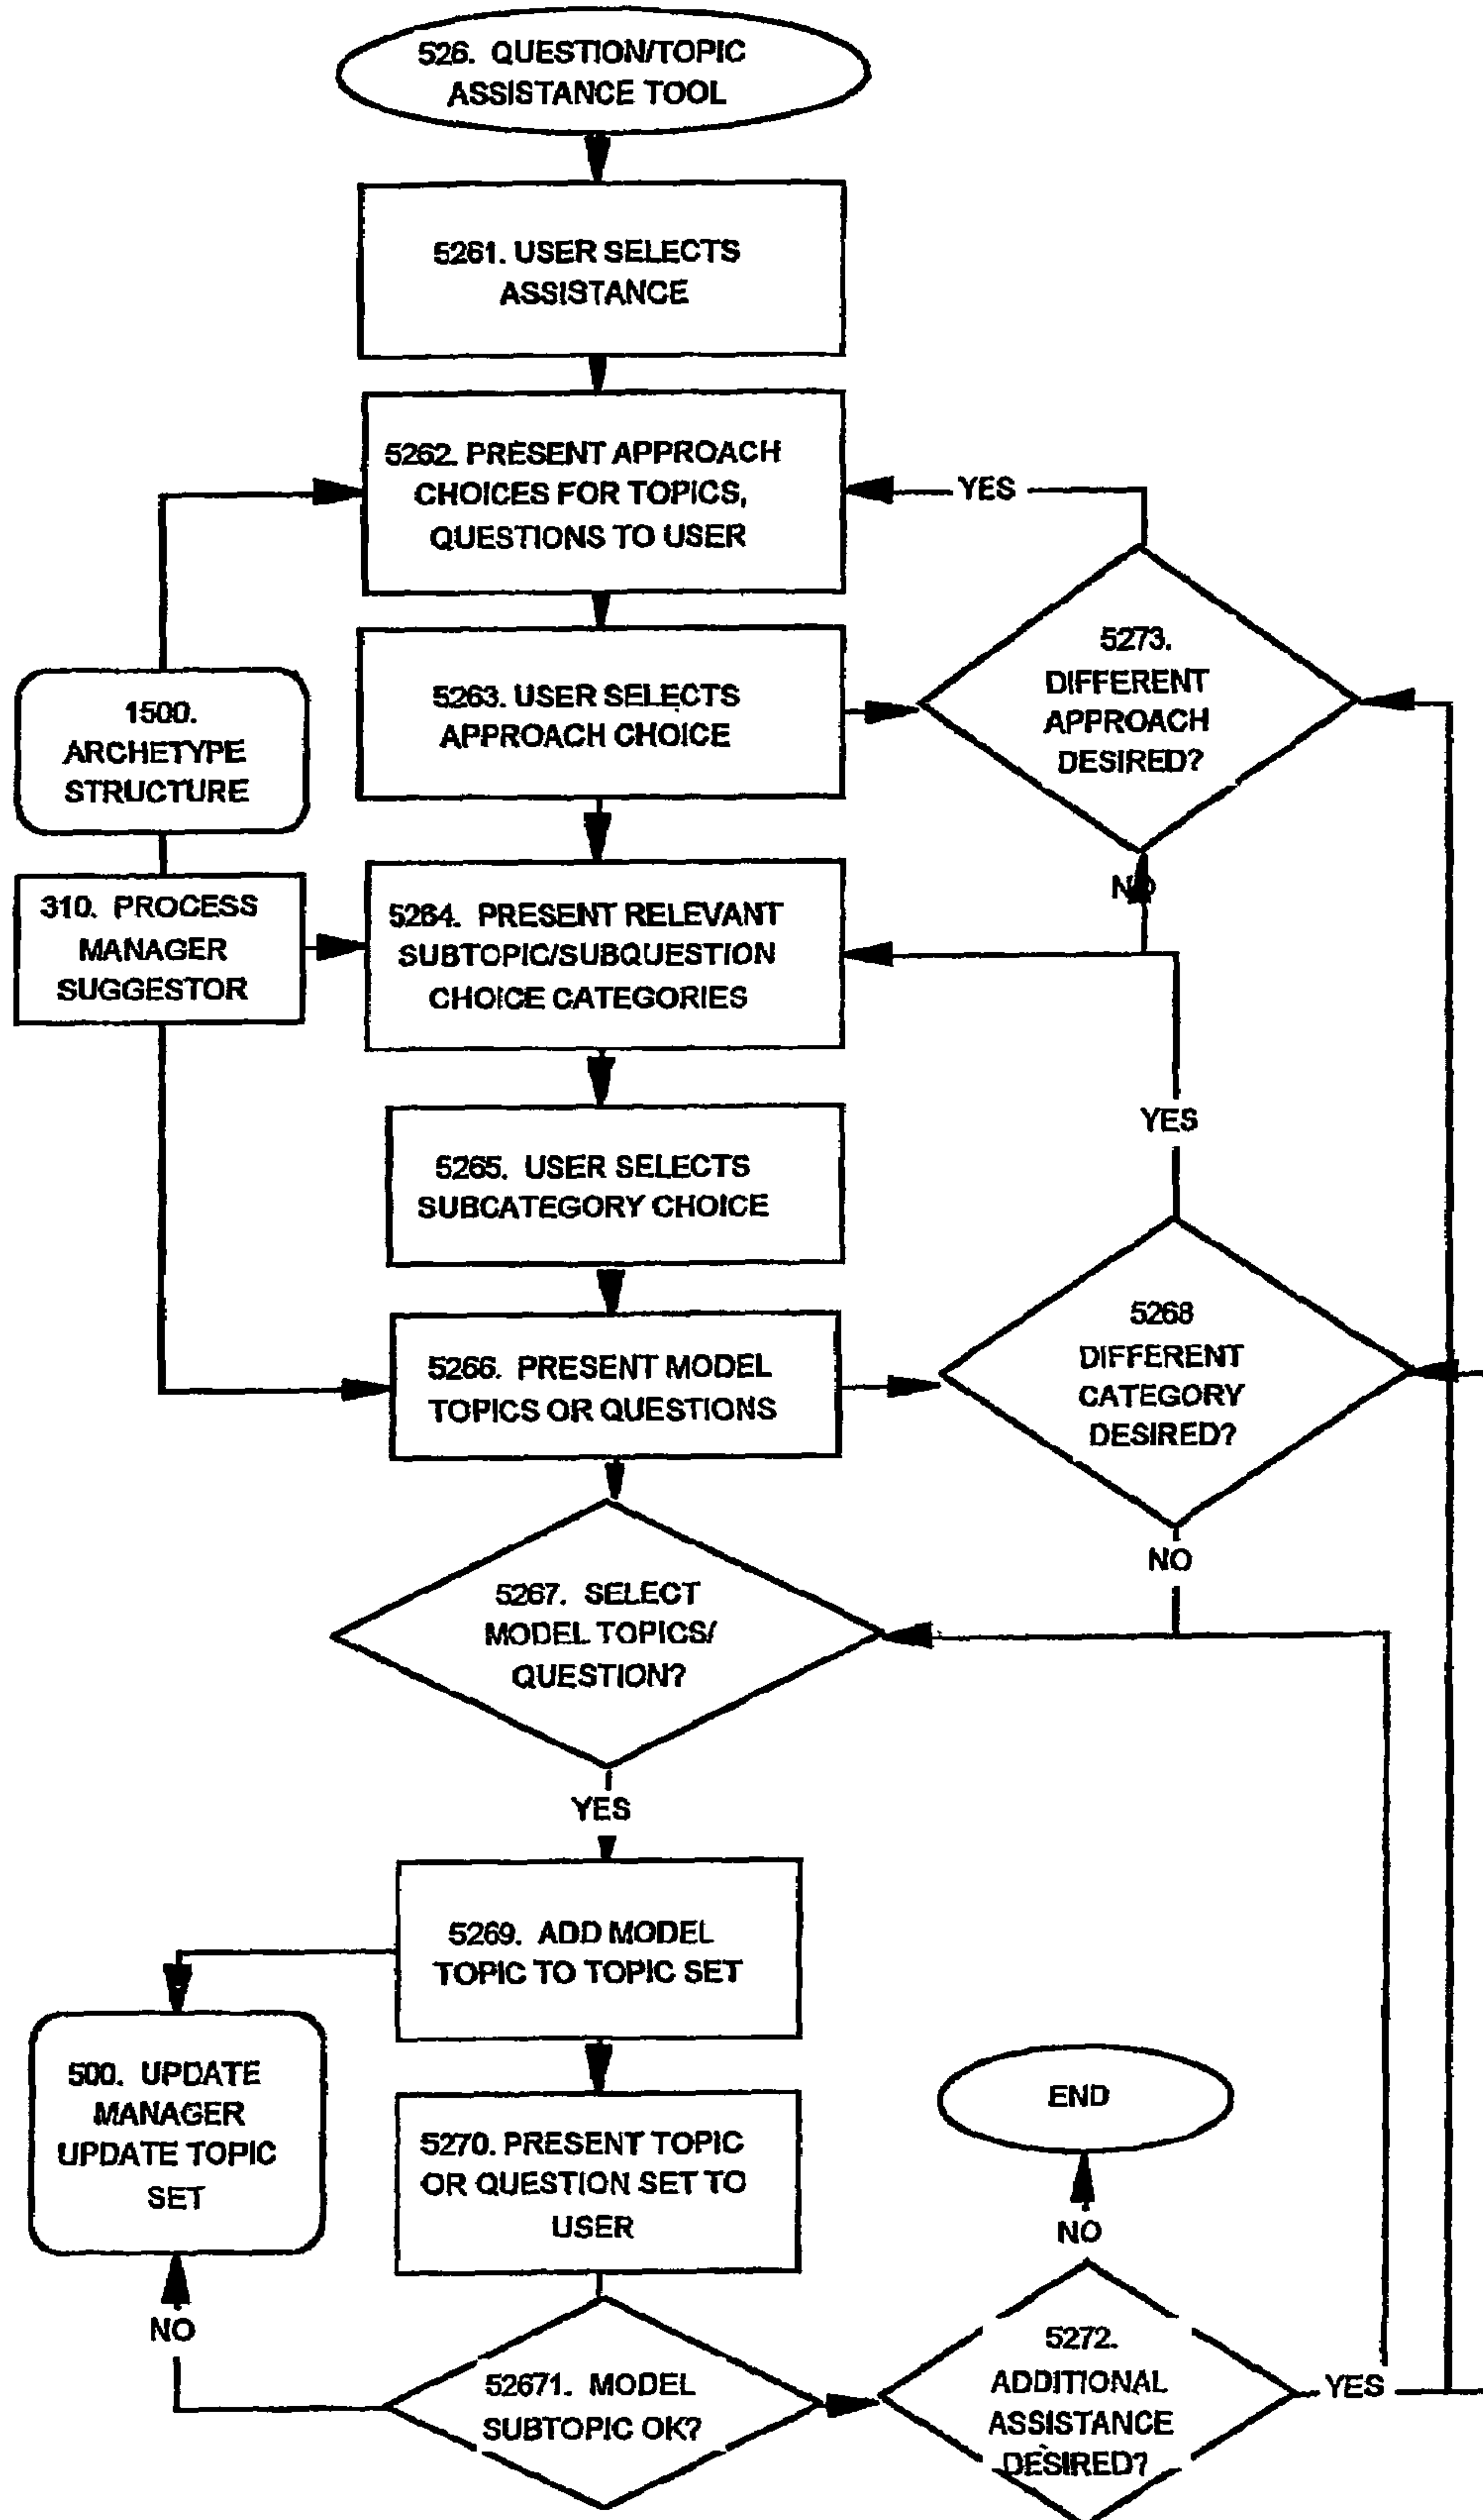 526. QUESTION/TOPIC
ASSISTANCE TOOL
5261. USER SELECTS
ASSISTANCE
5262. PRESENT APPROACH
CHOICES FOR TOPICS,
QUESTIONS TO USER
YES
5273.
DIFFERENT
APPROACH
DESIRED?
5263. USER SELECTS
APPROACH CHOICE
1500.
ARCHETYPE
STRUCTURE
NO
310. PROCESS
MANAGER
SUGGESTOR
5264. PRESENT RELEVANT
SUBTOPIC/SUBQUESTION
CHOICE CATEGORIES
YES
5265. USER SELECTS
SUBCATEGORY CHOICE
5268
DIFFERENT
CATEGORY
DESIRED?
5266. PRESENT MODEL
TOPICS OR QUESTIONS
NO
5267. SELECT
MODEL TOPICS/
QUESTION?
YES
5269. ADD MODEL
TOPIC TO TOPIC SET
500. UPDATE
MANAGER
UPDATE TOPIC
SET
5270. PRESENT TOPIC
OR QUESTION SET TO
USER
END
NO
NO
52671. MODEL
SUBTOPIC OK?
5272.
ADDITIONAL
ASSISTANCE
DESIRED?
YES